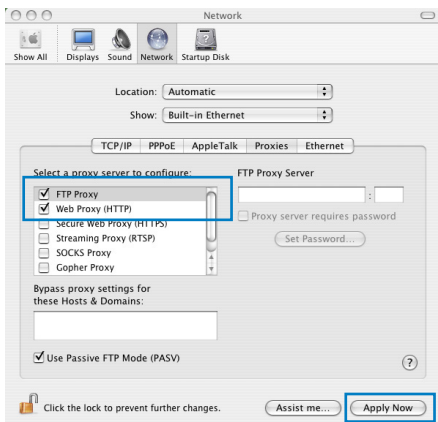 Network
Show All Displays Sound Network Startup Disk
Location: Automatic
Show: Built-in Ethernet
TCP/IP PPPoE AppleTalk Proxies Ethernet
Select a proxy server to configure: FTP Proxy Server
FTP Proxy :
Web Proxy (HTTP) Proxy server requires password
Secure Web Proxy (HTTPS)
Streaming Proxy (RTSP) Set Password...
SOCKS Proxy
Gopher Proxy
Bypass proxy settings for
these Hosts & Domains:
Use Passive FTP Mode (PASV) ?
Click the lock to prevent further changes. Assist me... Apply Now